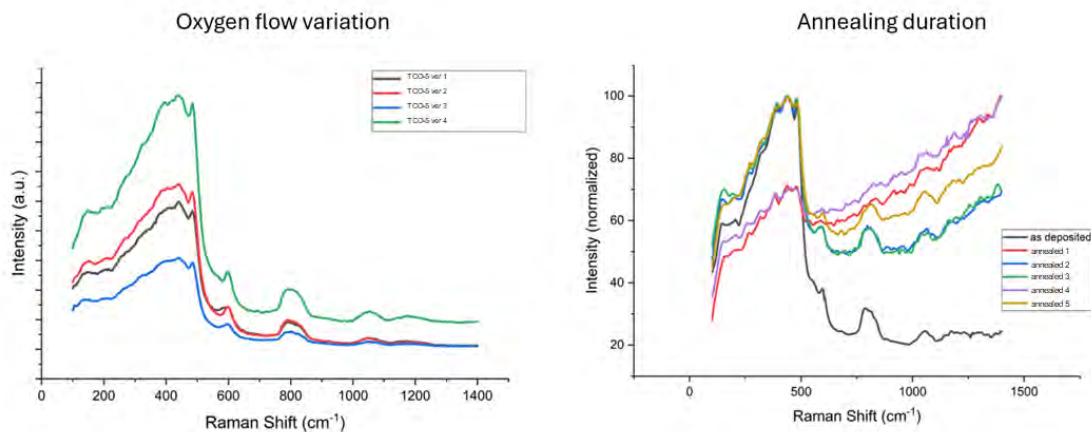 Oxygen flow variation
Annealing duration
TCO-5 ver 1
TCO-5 ver 2
TCO-5 ver 3
TCO-5 ver 4
Intensity (a.u.)
0 200 400 600 800 1000 1200 1400
Raman Shift (cm⁻¹)
100
80
60
40
20
Intensity (normalized)
as deposited
annealed 1
annealed 2
annealed 3
annealed 4
annealed 5
0 500 1000 1500
Raman Shift (cm⁻¹)